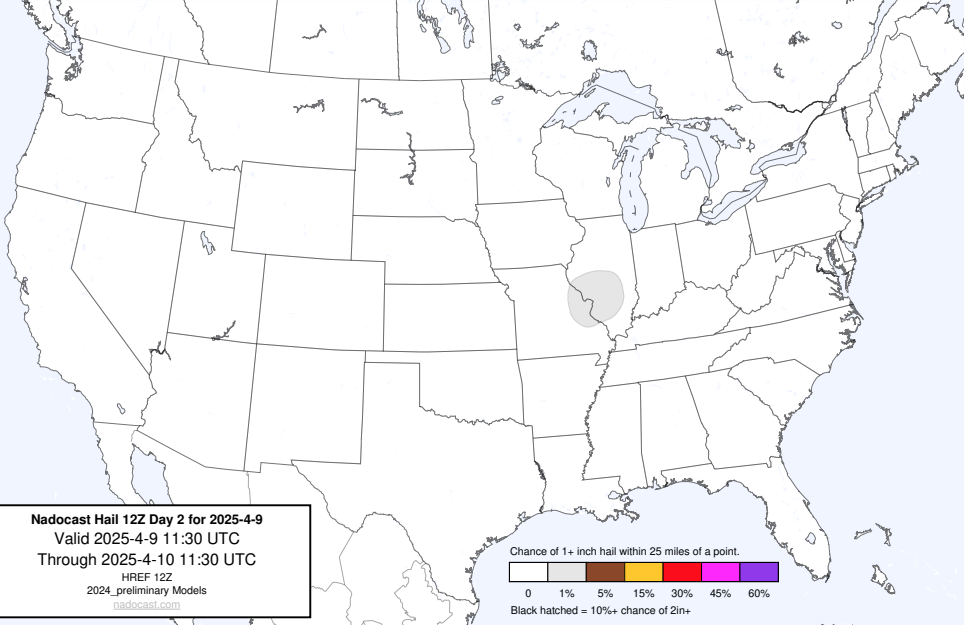 Nadocast Hail 12Z Day 2 for 2025-4-9
Valid 2025-4-9 11:30 UTC
Through 2025-4-10 11:30 UTC
HREF 12Z
2024_preliminary Models
nadocast.com
Chance of 1+ inch hail within 25 miles of a point.
0 1% 5% 15% 30% 45% 60%
Black hatched = 10%+ chance of 2in+